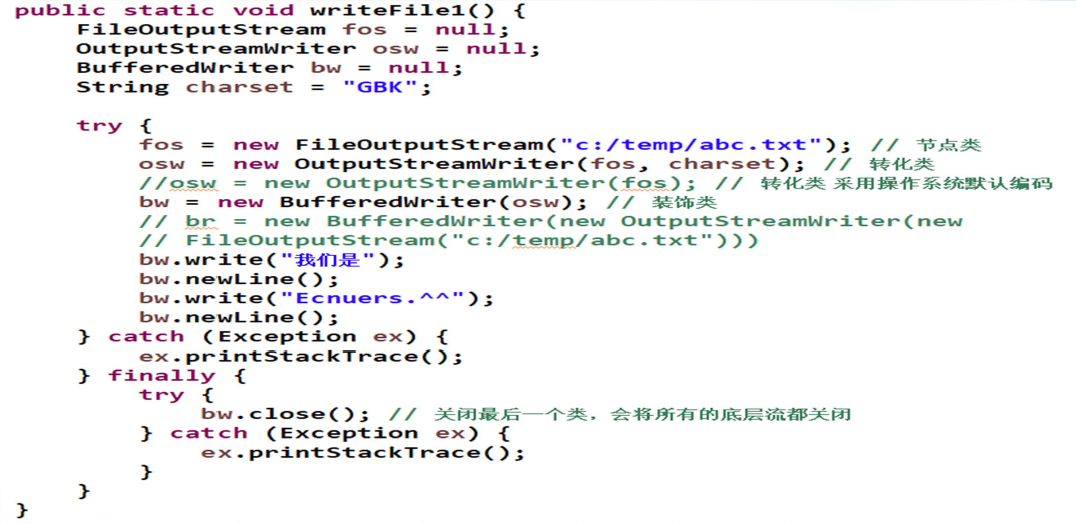 public static void writeFile1() {
    FileOutputStream fos = null;
    OutputStreamWriter osw = null;
    BufferedWriter bw = null;
    String charset = "GBK";

    try {
        fos = new FileOutputStream("c:/temp/abc.txt"); // 节点类
        osw = new OutputStreamWriter(fos, charset); // 转化类
        //osw = new OutputStreamWriter(fos); // 转化类 采用操作系统默认编码
        bw = new BufferedWriter(osw); // 装饰类
        // br = new BufferedWriter(new OutputStreamWriter(new
        // FileOutputStream("c:/temp/abc.txt")))
        bw.write("我们是");
        bw.newLine();
        bw.write("Ecnuers.^^");
        bw.newLine();
    } catch (Exception ex) {
        ex.printStackTrace();
    } finally {
        try {
            bw.close(); // 关闭最后一个类，会将所有的底层流都关闭
        } catch (Exception ex) {
            ex.printStackTrace();
        }
    }
}